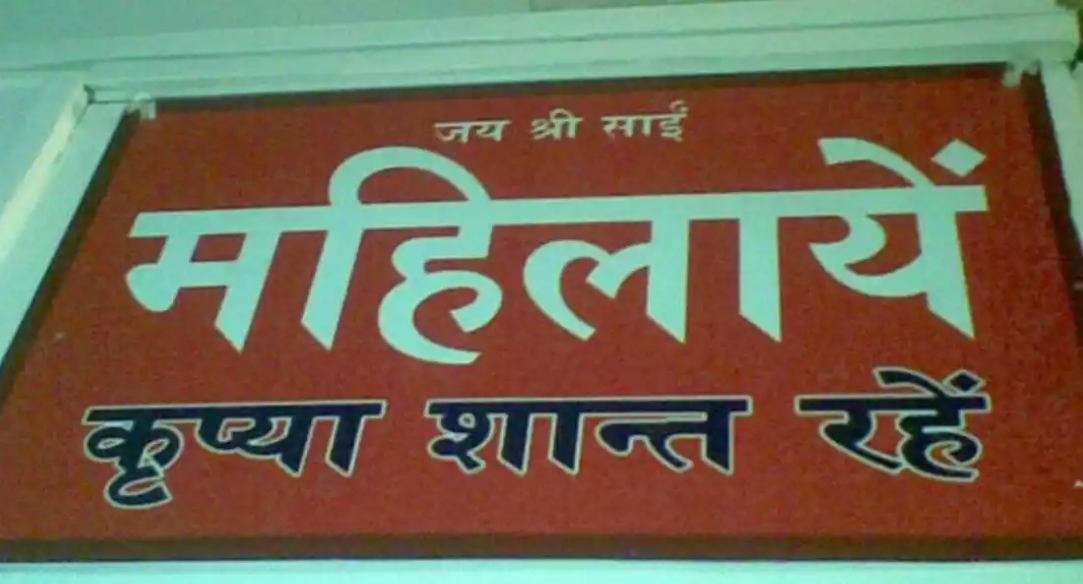 जय श्री साईं
महिलायें
कृप्या शान्त रहें